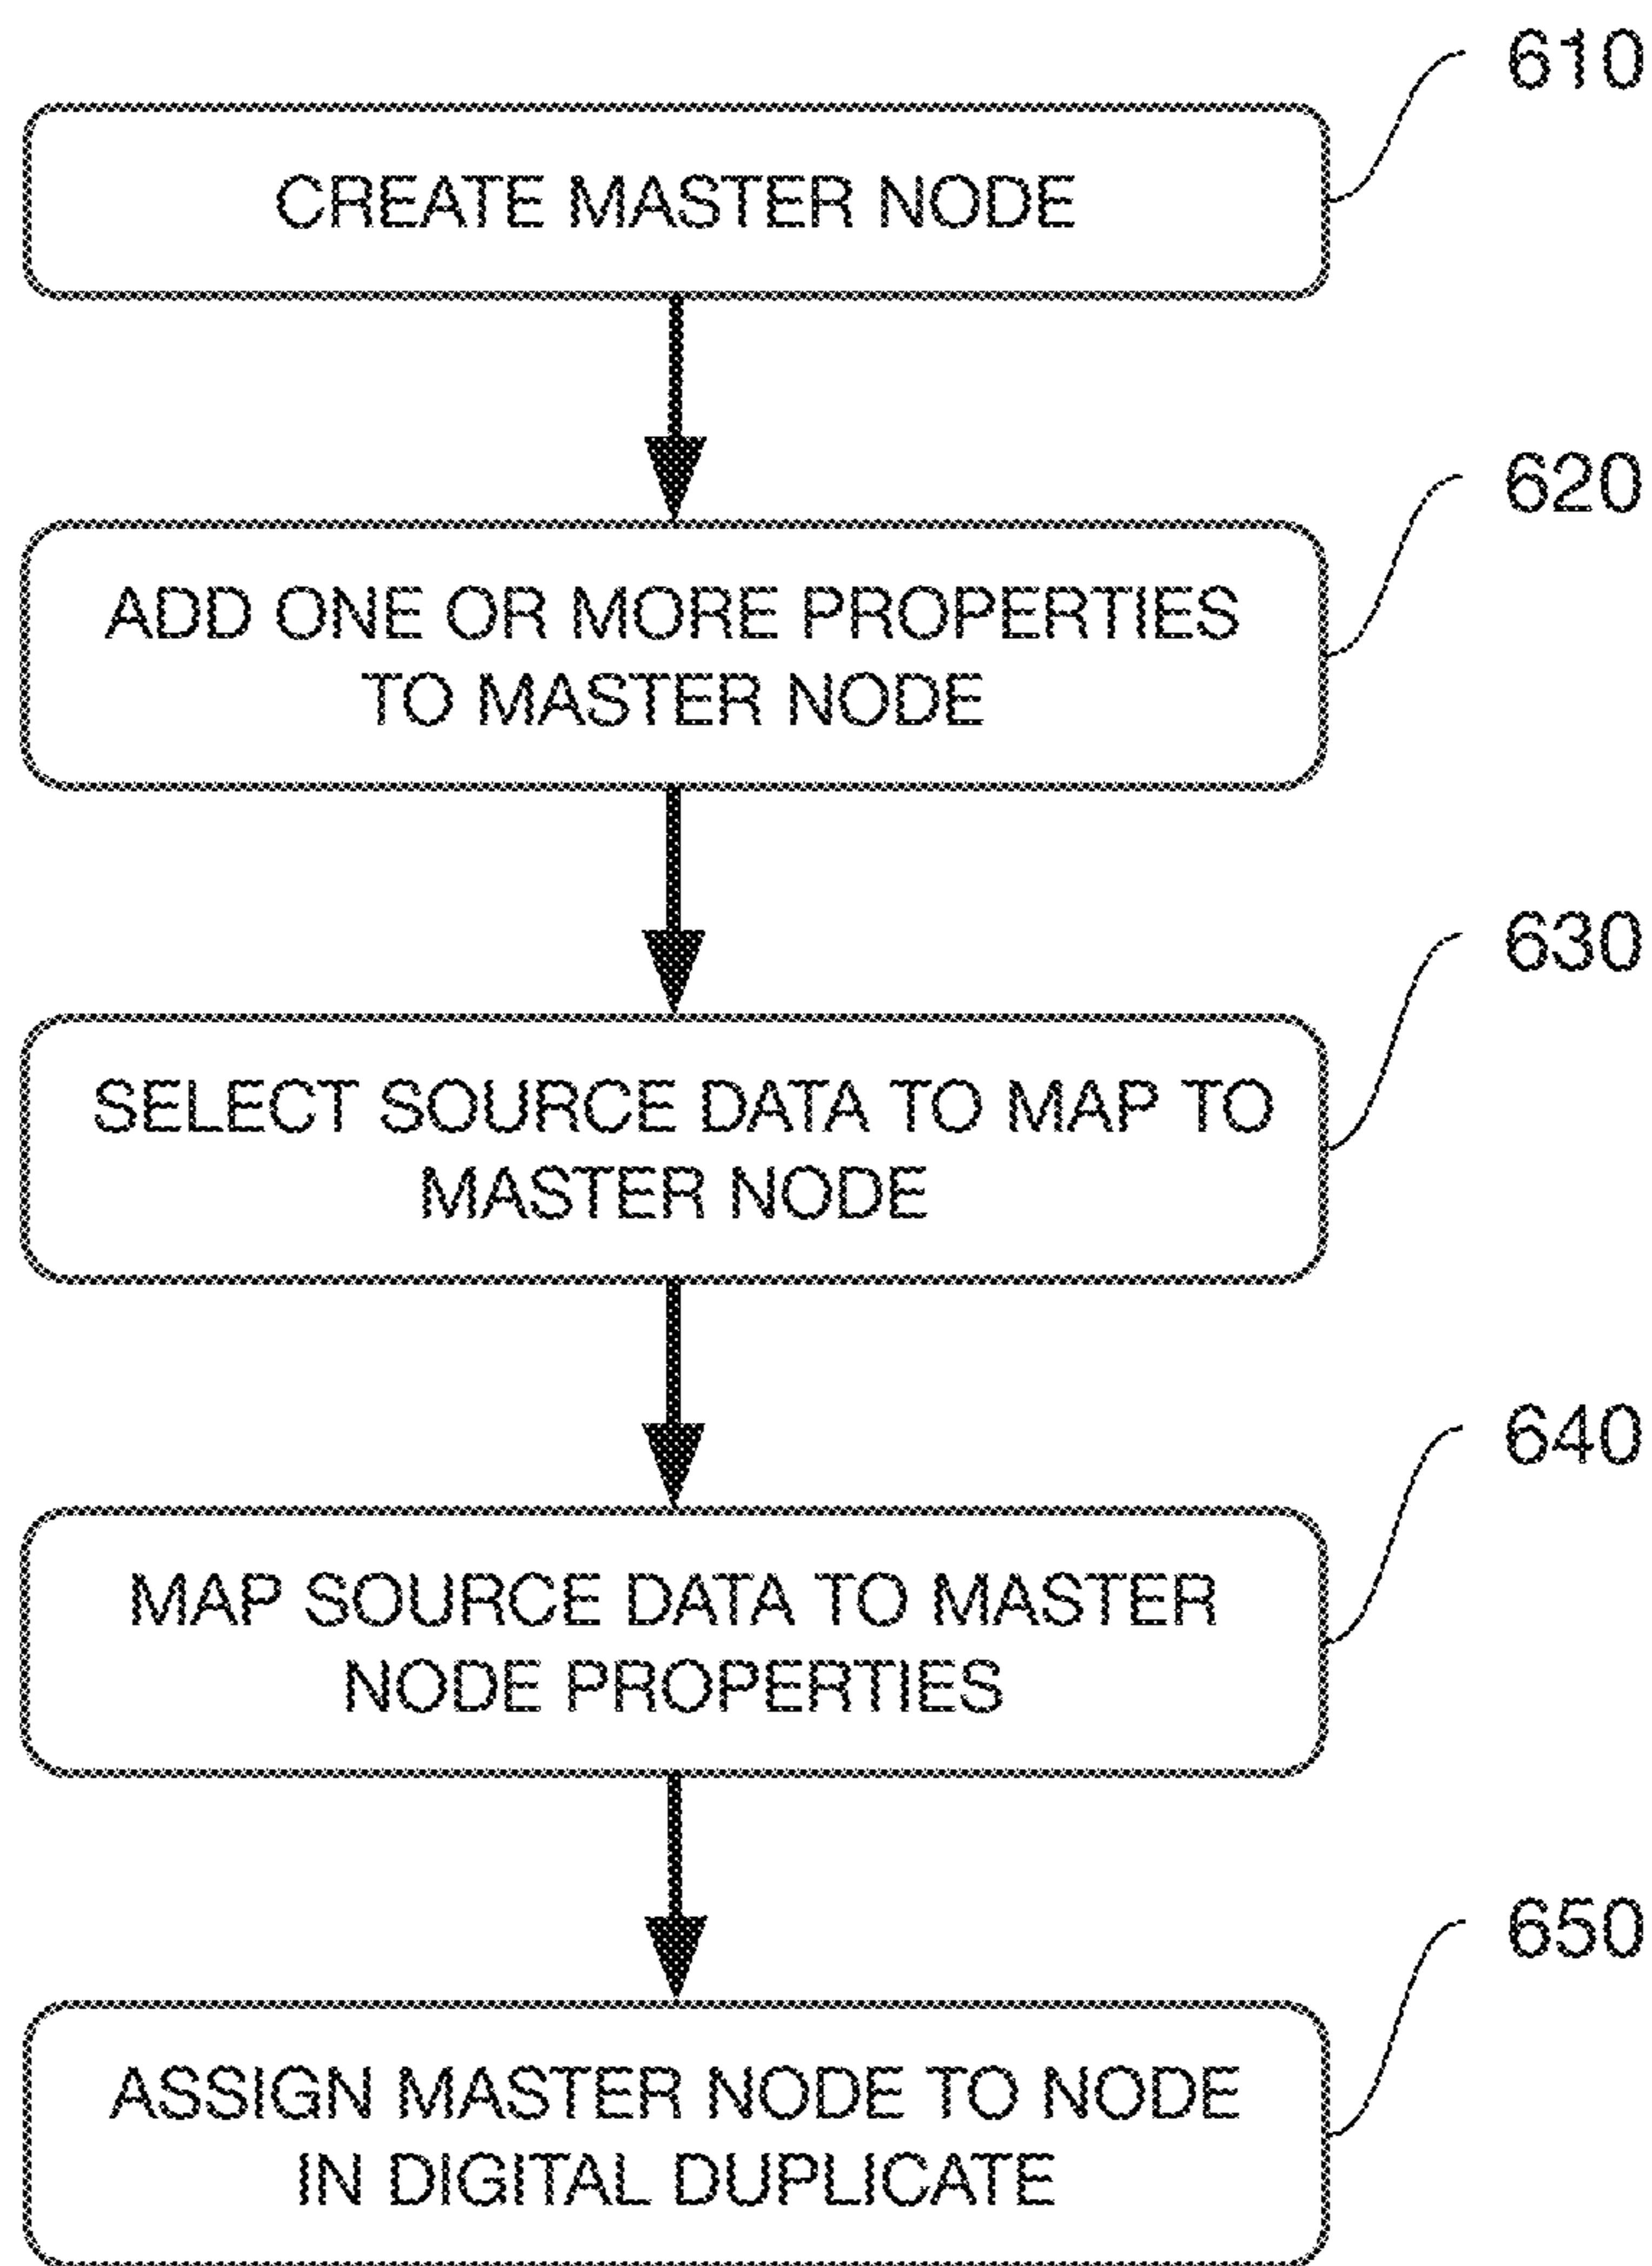 610
CREATE MASTER NODE
620
ADD ONE OR MORE PROPERTIES
TO MASTER NODE
630
SELECT SOURCE DATA TO MAP TO
MASTER NODE
640
MAP SOURCE DATA TO MASTER
NODE PROPERTIES
650
ASSIGN MASTER NODE TO NODE
IN DIGITAL DUPLICATE